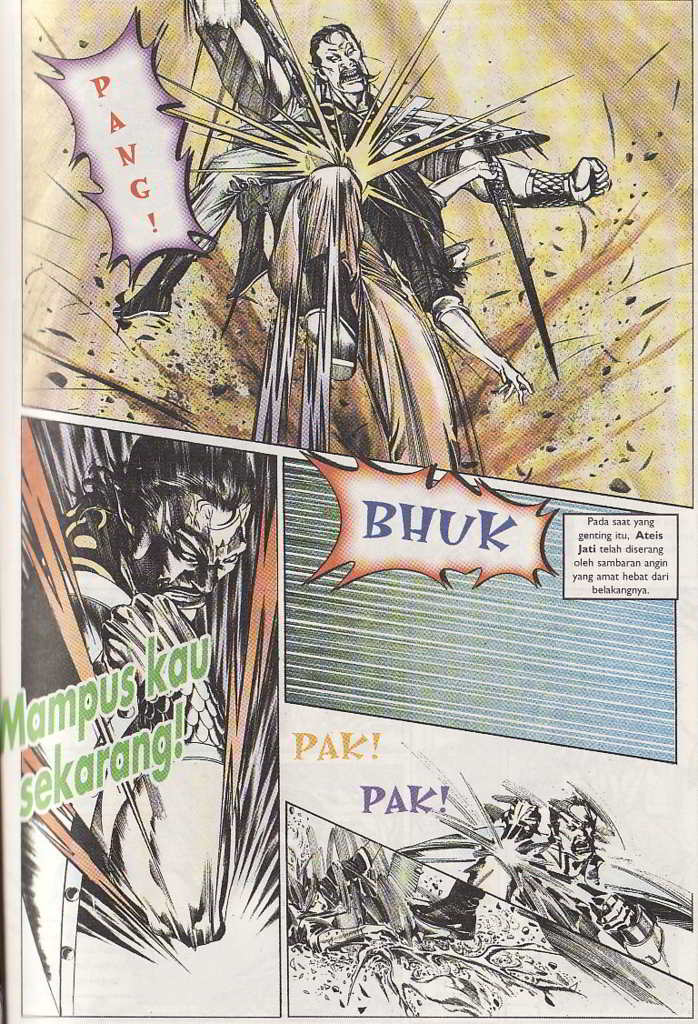 PANG!
BHUK
Pada saat yang
genting itu, Ateis
Jati telah diserang
oleh sambaran angin
yang amat hebat dari
belakangnya.
Mampus kau
sekarang!
PAK!
PAK!